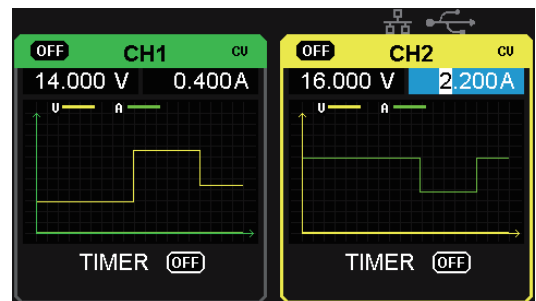 OFF CH1 CV
14.000 V 0.400A
V A
TIMER OFF
OFF CH2 CV
16.000 V 2.200A
V A
TIMER OFF